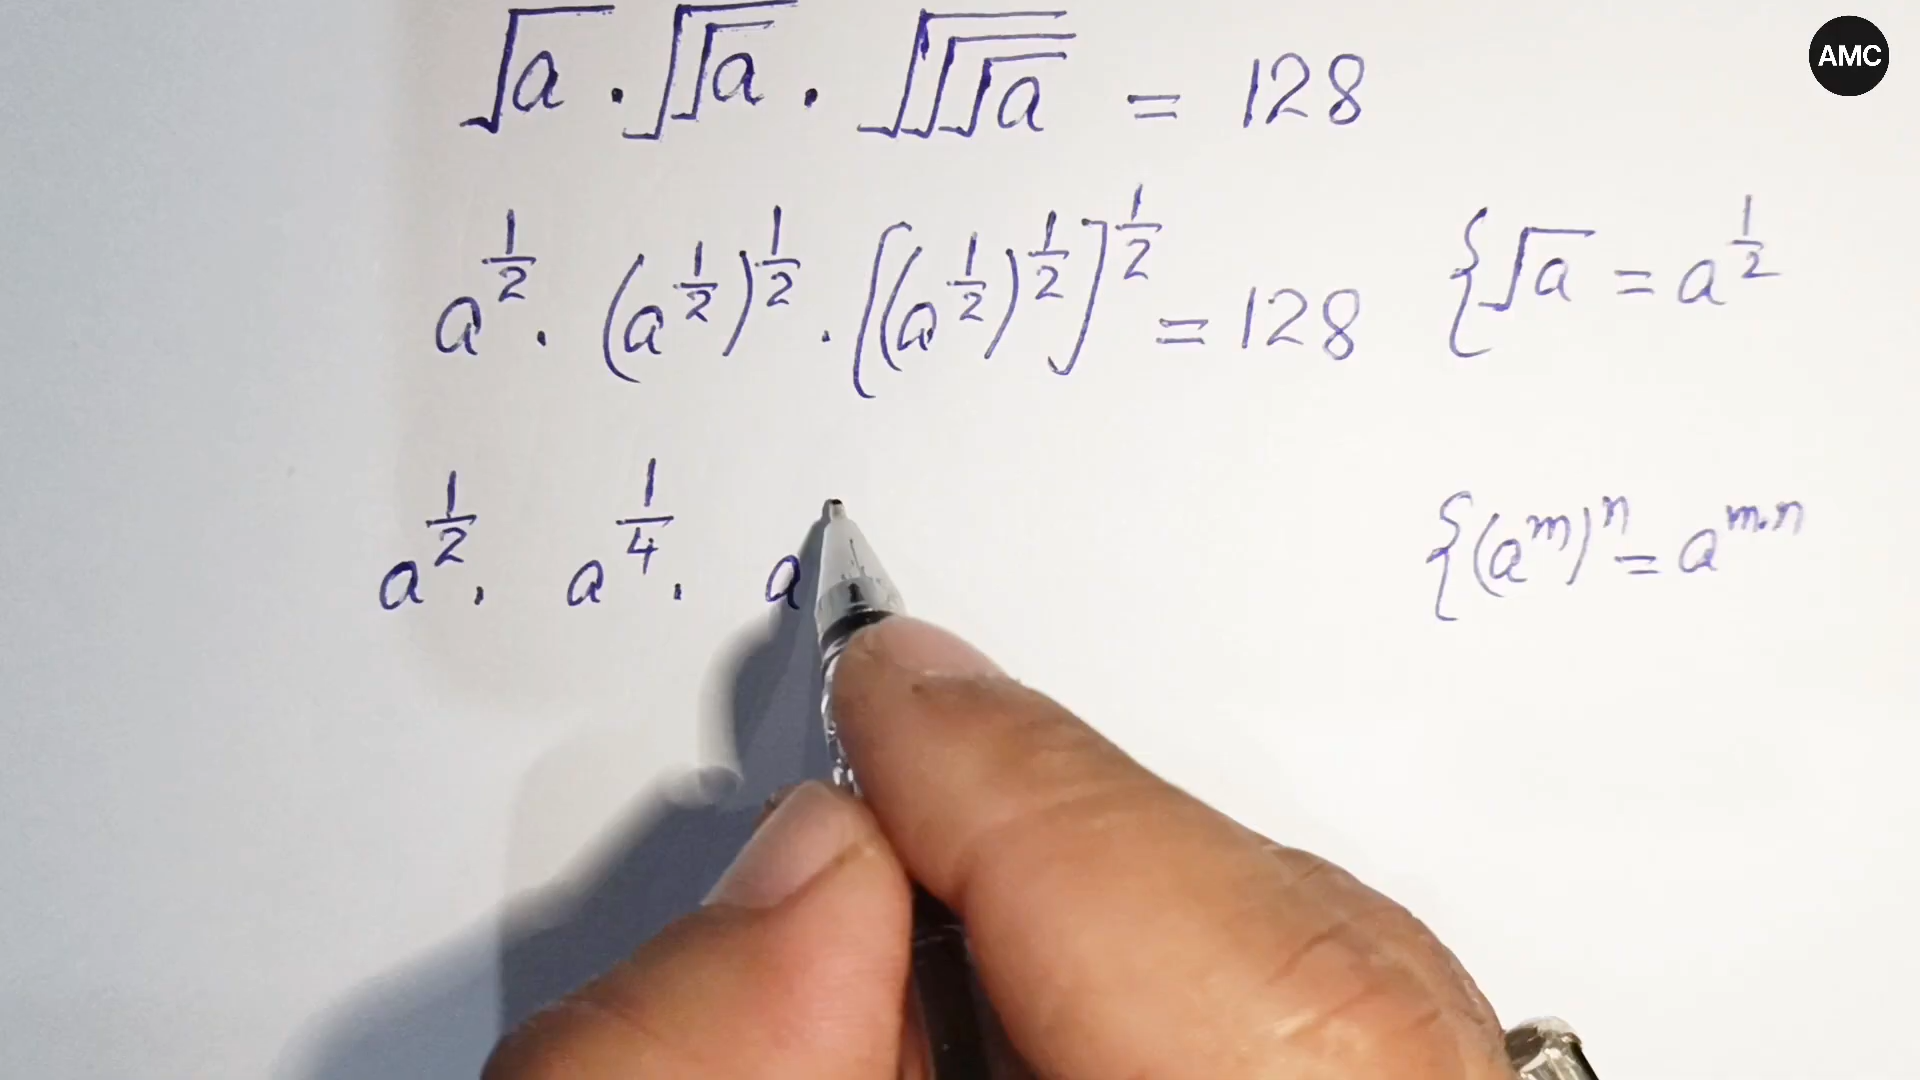 AMC
√a . √√a . √√√a = 128
a^(1/2) . (a^(1/2))^(1/2) . [(a^(1/2))^(1/2)]^(1/2) = 128 {√a = a^(1/2)
a^(1/2) . a^(1/4) . a {(a^m)^n = a^(m.n)